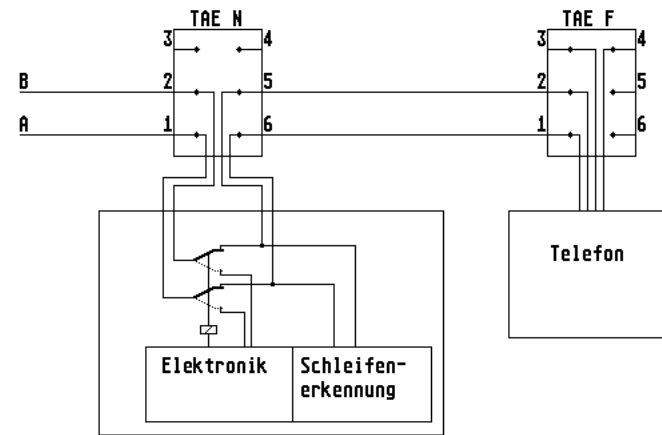 TAE N
TAE F
3 4
3 4
B 2 5
2 5
A 1 6
1 6
Telefon
Elektronik
Schleifen-
erkennung